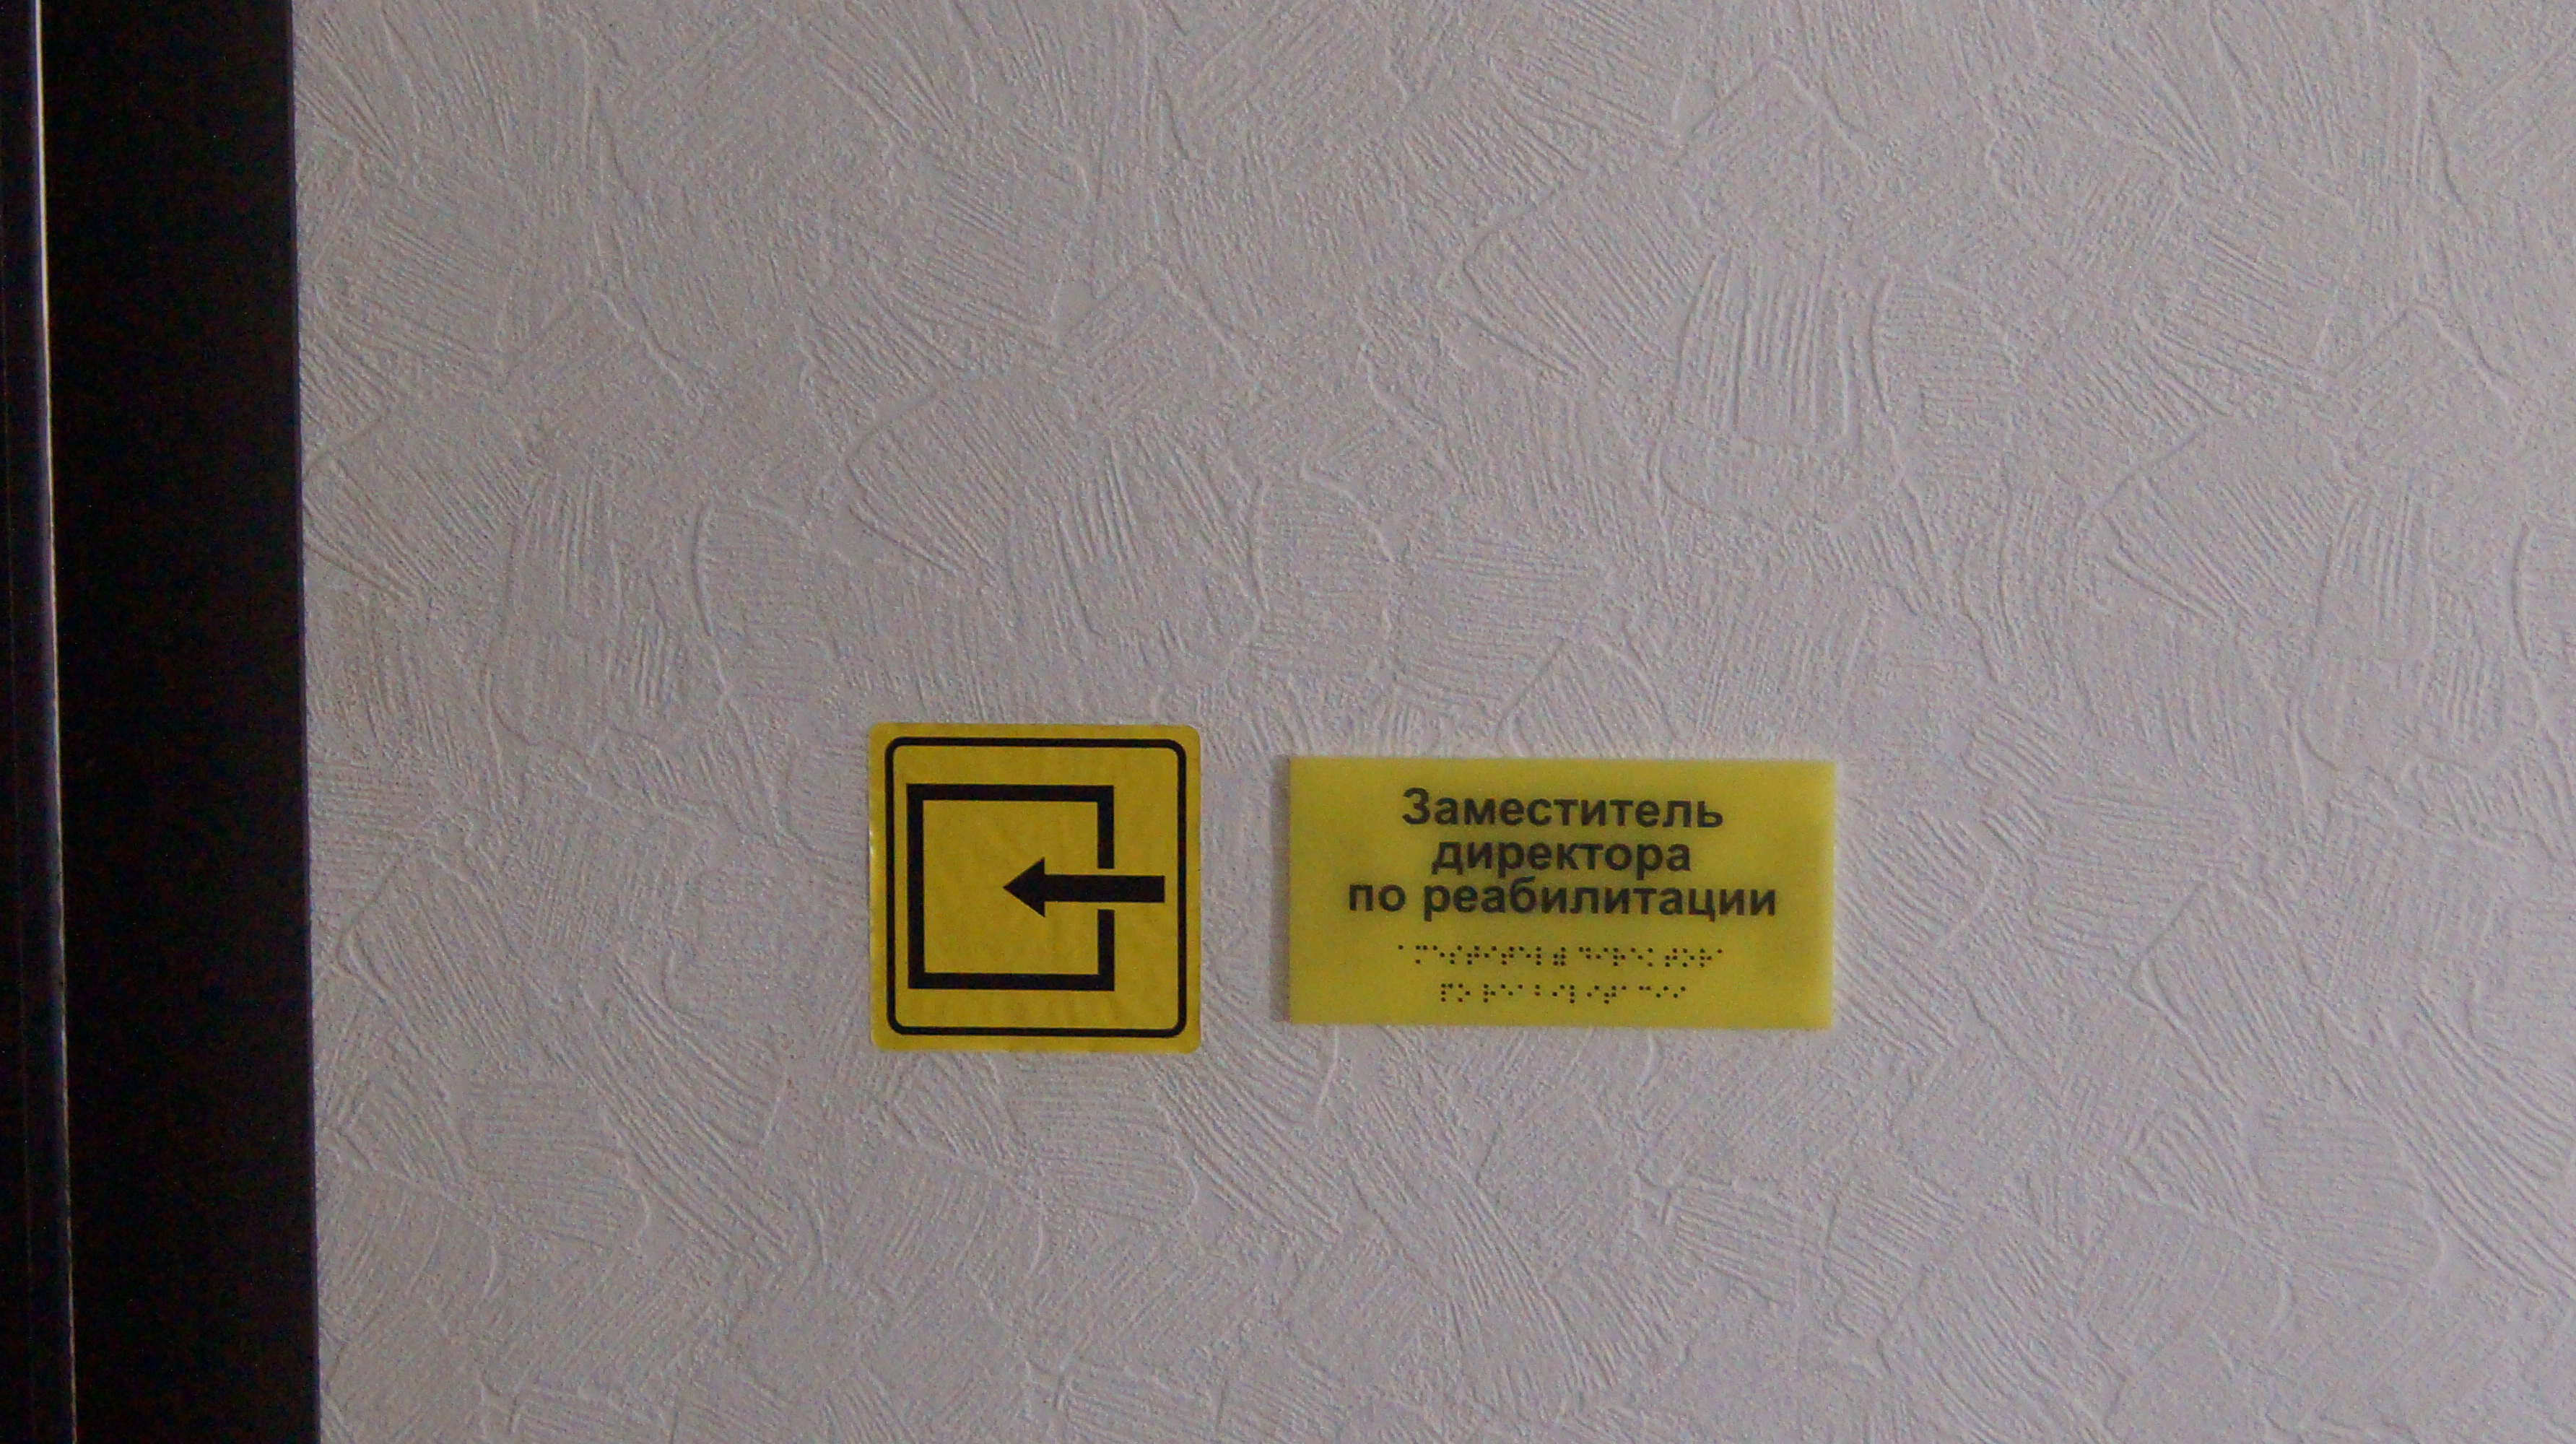 Заместитель
директора
по реабилитации